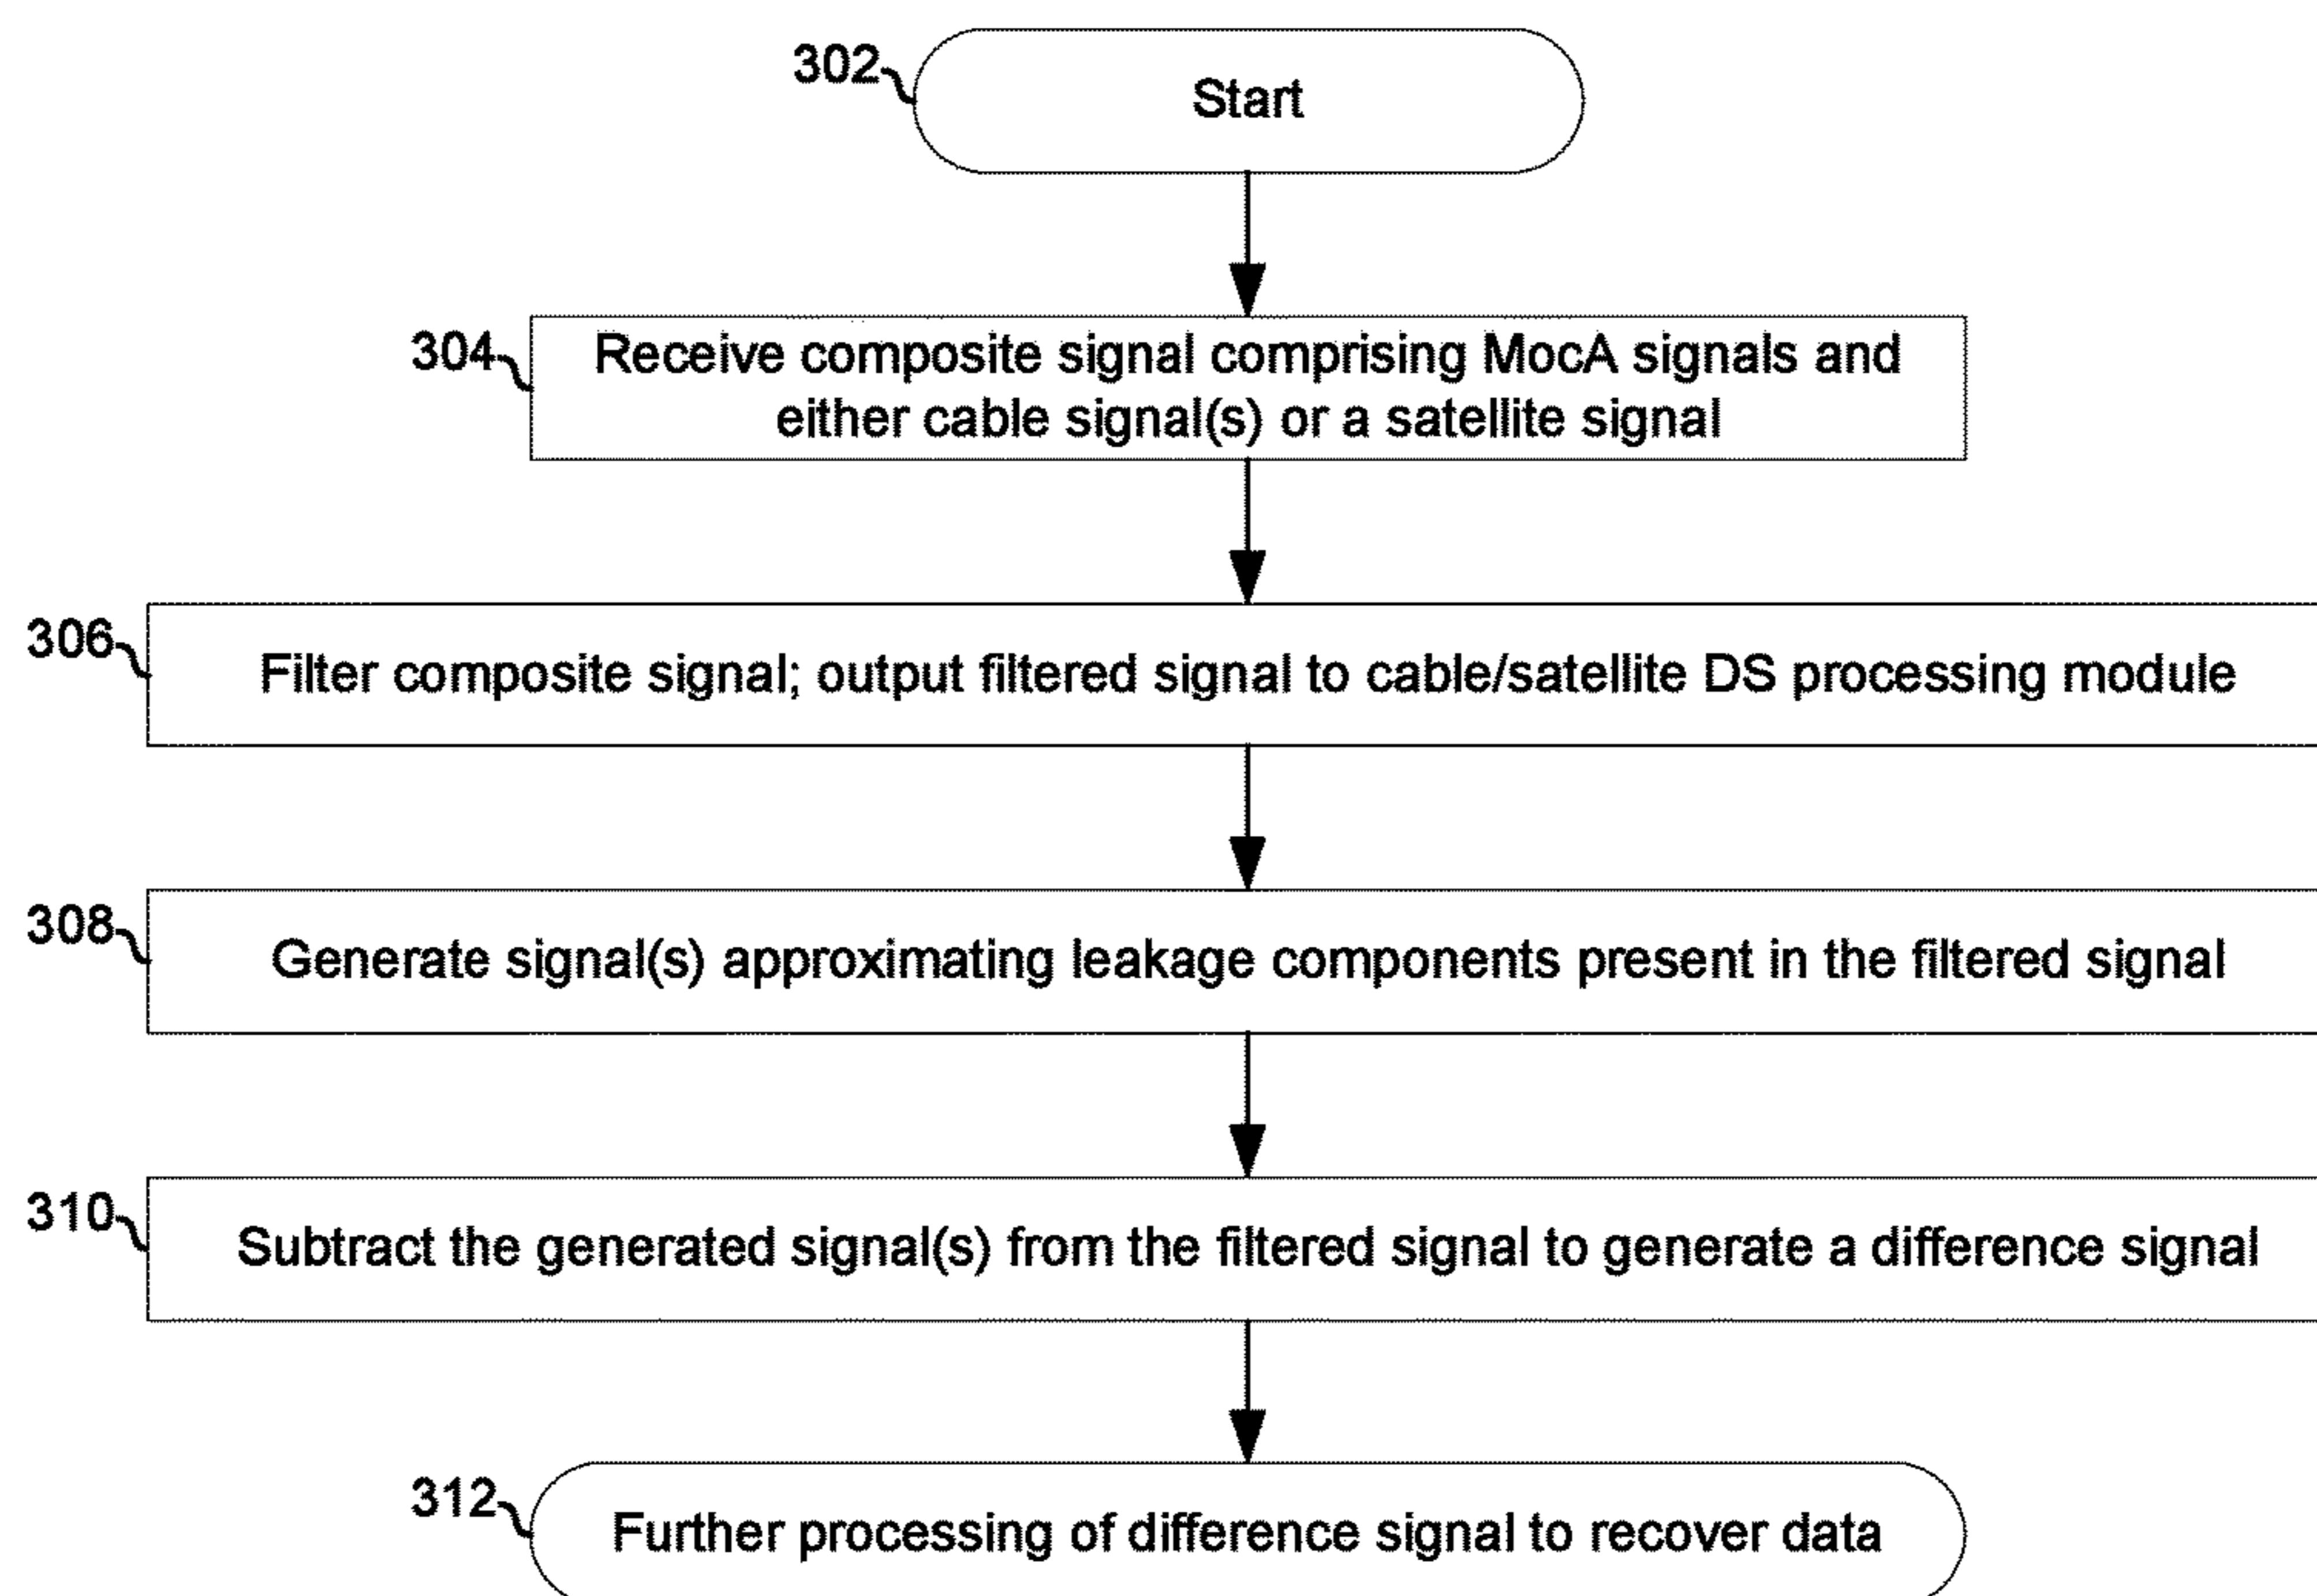 302
Start
304
Receive composite signal comprising MocA signals and
either cable signal(s) or a satellite signal
306
Filter composite signal; output filtered signal to cable/satellite DS processing module
308
Generate signal(s) approximating leakage components present in the filtered signal
310
Subtract the generated signal(s) from the filtered signal to generate a difference signal
312
Further processing of difference signal to recover data